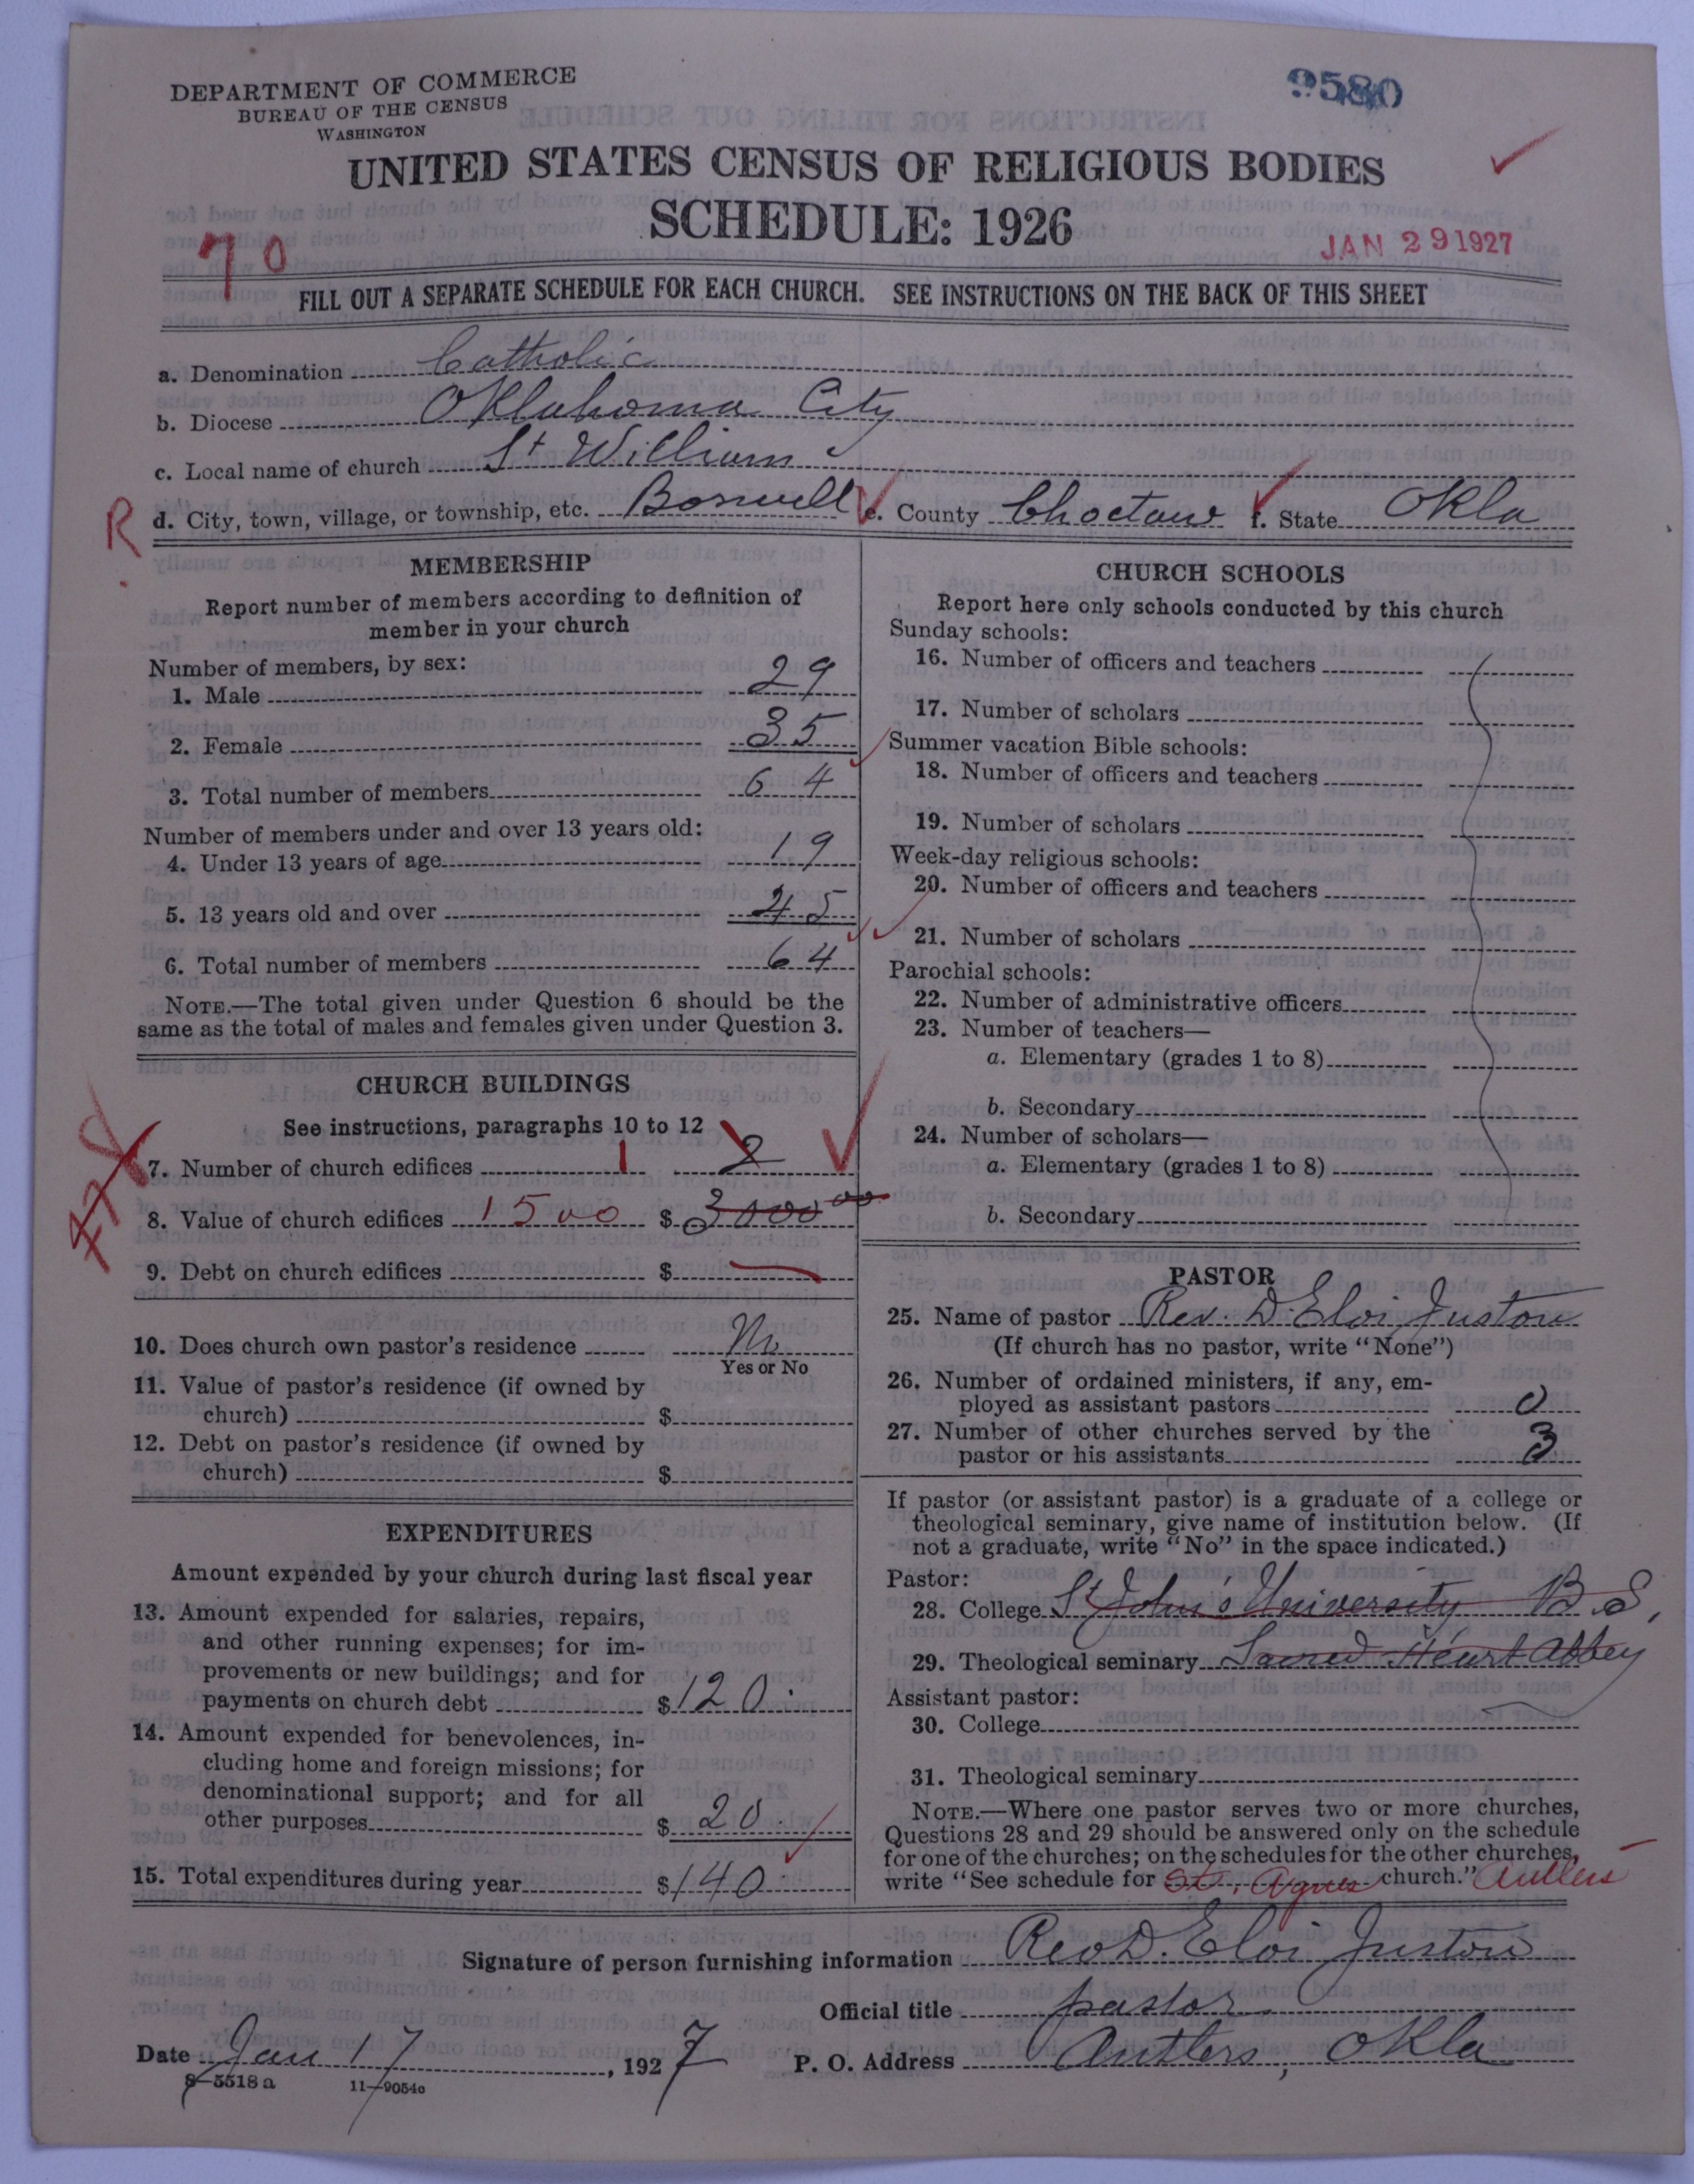 DEPARTMENT OF COMMERCE
BUREAU OF THE CENSUS
WASHINGTON
9580
UNITED STATES CENSUS OF RELIGIOUS BODIES
SCHEDULE: 1926
70
JAN 29 1927
FILL OUT A SEPARATE SCHEDULE FOR EACH CHURCH. SEE INSTRUCTIONS ON THE BACK OF THIS SHEET
a. Denomination Catholic
b. Diocese Oklahoma City
c. Local name of church St William
R d. City, town, village, or township, etc. Boswell e. County Choctaw f. State Okla
MEMBERSHIP
Report number of members according to definition of
member in your church
Number of members, by sex:
1. Male 29
2. Female 35
3. Total number of members 64
Number of members under and over 13 years old:
4. Under 13 years of age 19
5. 13 years old and over 45
6. Total number of members 64
NOTE.—The total given under Question 6 should be the
same as the total of males and females given under Question 3.
CHURCH BUILDINGS
See instructions, paragraphs 10 to 12
7. Number of church edifices 1 2
8. Value of church edifices 1500 $ 3000 00
9. Debt on church edifices $
10. Does church own pastor's residence No
Yes or No
11. Value of pastor's residence (if owned by
church) $
12. Debt on pastor's residence (if owned by
church) $
EXPENDITURES
Amount expended by your church during last fiscal year
13. Amount expended for salaries, repairs,
and other running expenses; for im-
provements or new buildings; and for
payments on church debt $ 120.
14. Amount expended for benevolences, in-
cluding home and foreign missions; for
denominational support; and for all
other purposes $ 20.
15. Total expenditures during year $ 140
CHURCH SCHOOLS
Report here only schools conducted by this church
Sunday schools:
16. Number of officers and teachers
17. Number of scholars
Summer vacation Bible schools:
18. Number of officers and teachers
19. Number of scholars
Week-day religious schools:
20. Number of officers and teachers
21. Number of scholars
Parochial schools:
22. Number of administrative officers
23. Number of teachers—
a. Elementary (grades 1 to 8)
b. Secondary
24. Number of scholars—
a. Elementary (grades 1 to 8)
b. Secondary
PASTOR
25. Name of pastor Rev. D. Eloi Juston
(If church has no pastor, write "None")
26. Number of ordained ministers, if any, em-
ployed as assistant pastors 0
27. Number of other churches served by the
pastor or his assistants 3
If pastor (or assistant pastor) is a graduate of a college or
theological seminary, give name of institution below. (If
not a graduate, write "No" in the space indicated.)
Pastor:
28. College St John's University B.S.
29. Theological seminary Sacred Heart Abbey
Assistant pastor:
30. College
31. Theological seminary
NOTE.—Where one pastor serves two or more churches,
Questions 28 and 29 should be answered only on the schedule
for one of the churches; on the schedules for the other churches,
write "See schedule for St. Agnes church." Antlers
Signature of person furnishing information Rev D. Eloi Juston
Official title pastor
Date Jan 17, 1927 P. O. Address Antlers, Okla
8—5518 a 11—9054c